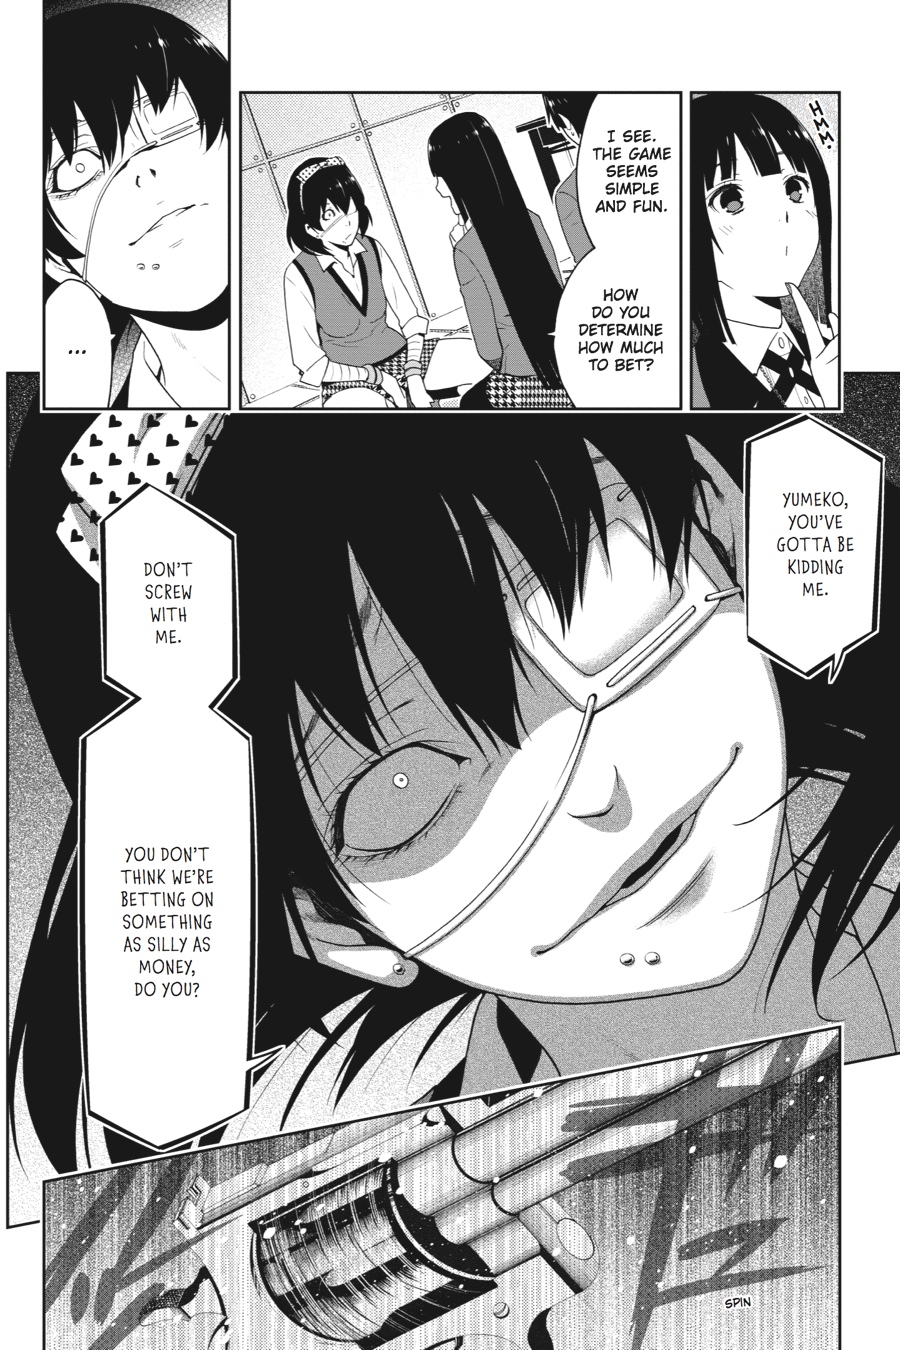 HMM.
I SEE.
THE GAME
SEEMS
SIMPLE
AND FUN.
HOW
DO YOU
DETERMINE
HOW MUCH
TO BET?
...
YUMEKO,
YOU'VE
GOTTA BE
KIDDING
ME.
DON'T
SCREW
WITH
ME.
YOU DON'T
THINK WE'RE
BETTING ON
SOMETHING
AS SILLY AS
MONEY,
DO YOU?
SPIN